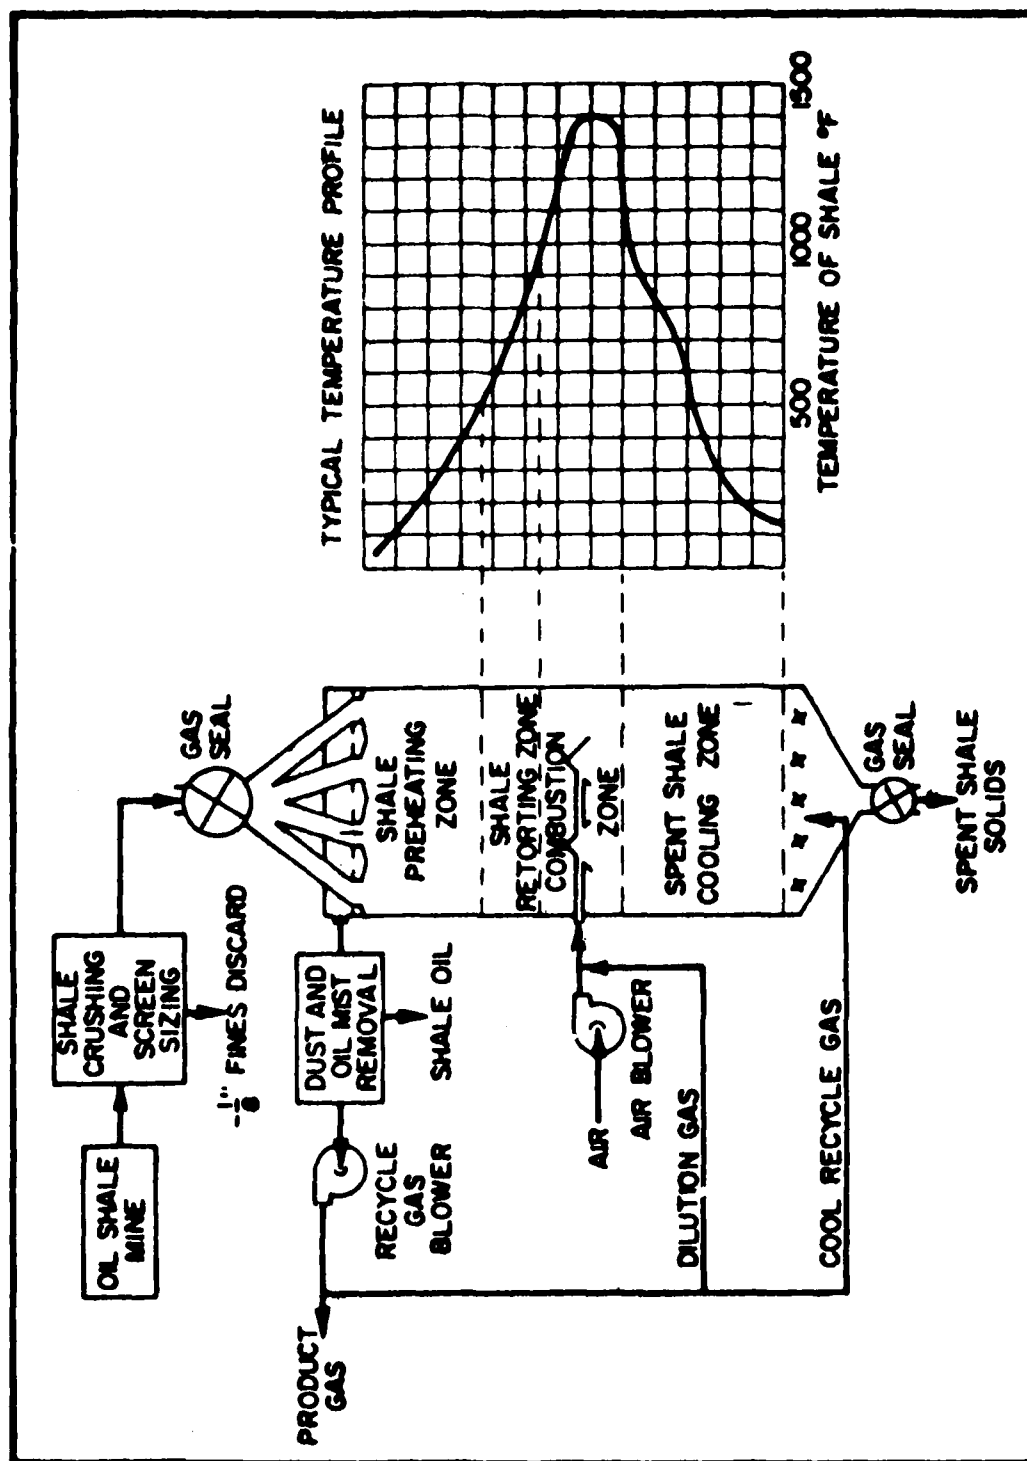 OIL SHALE
MINE
SHALE
CRUSHING
AND
SCREEN
SIZING
-1/8" FINES DISCARD
GAS
SEAL
PRODUCT
GAS
RECYCLE
GAS
BLOWER
DUST AND
OIL MIST
REMOVAL
SHALE OIL
SHALE
PREHEATING
ZONE
SHALE
RETORTING ZONE
COMBUSTION
ZONE
AIR
AIR BLOWER
DILUTION GAS
SPENT SHALE
COOLING ZONE
COOL RECYCLE GAS
GAS
SEAL
SPENT SHALE
SOLIDS
TYPICAL TEMPERATURE PROFILE
500
1000
1500
TEMPERATURE OF SHALE °F